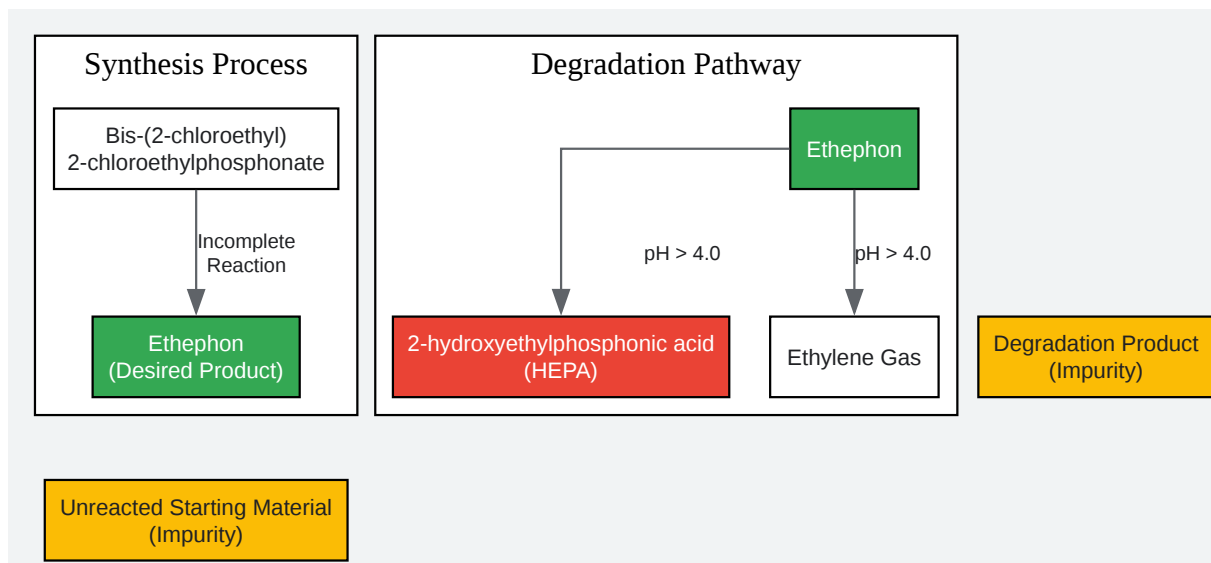 Synthesis Process
Bis-(2-chloroethyl)
2-chloroethylphosphonate
Incomplete
Reaction
Ethephon
(Desired Product)
Degradation Pathway
Ethephon
pH > 4.0
pH > 4.0
2-hydroxyethylphosphonic acid
(HEPA)
Ethylene Gas
Degradation Product
(Impurity)
Unreacted Starting Material
(Impurity)